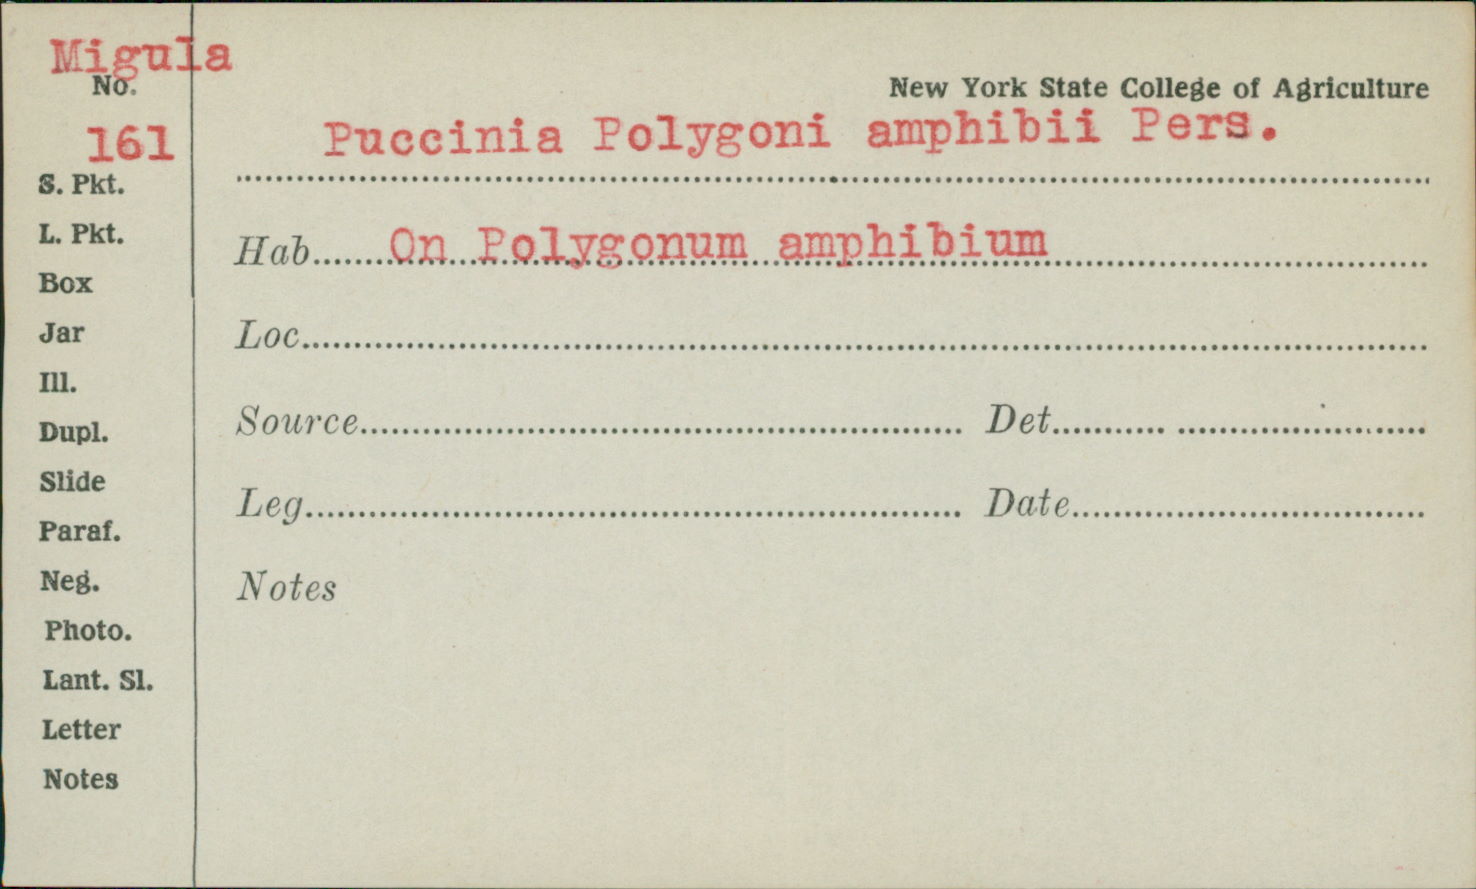 Migula
No.
161
S. Pkt.
L. Pkt.
Box
Jar
Ill.
Dupl.
Slide
Paraf.
Neg.
Photo.
Lant. Sl.
Letter
Notes
New York State College of Agriculture
Puccinia Polygoni amphibii Pers.
Hab......On Polygonum amphibium
Loc.
Source. Det.
Leg. Date.
Notes